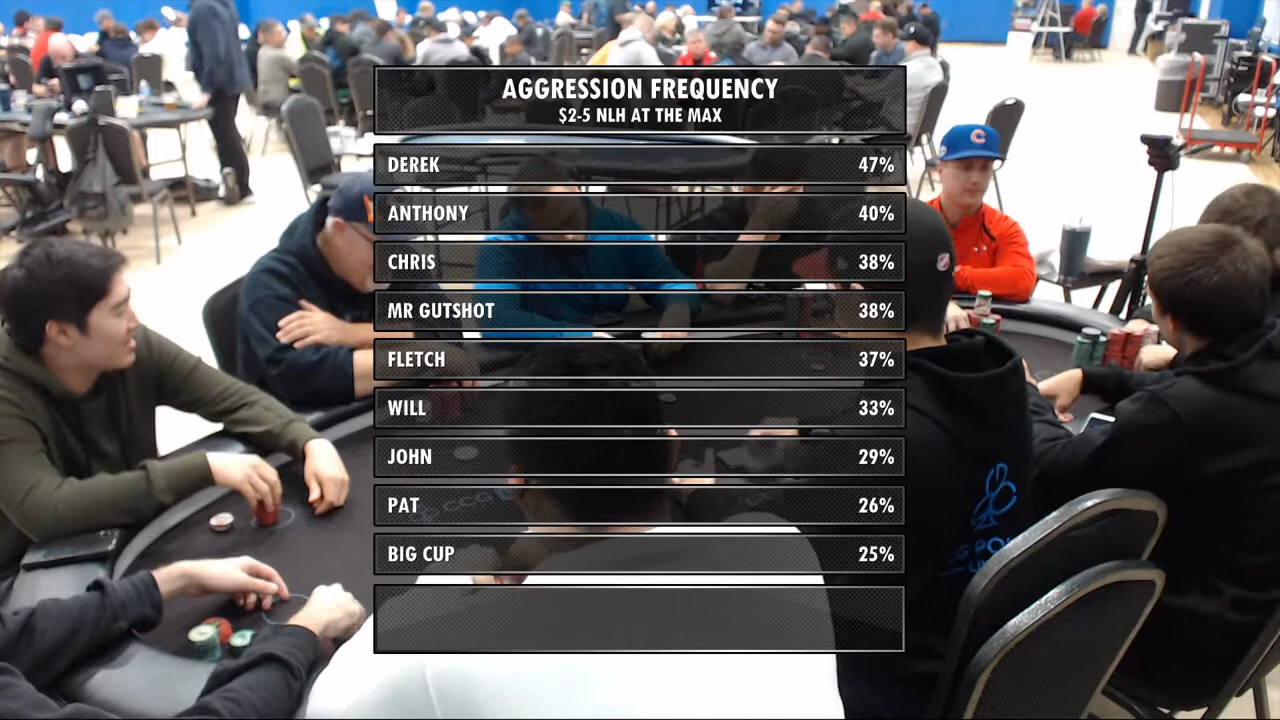 AGGRESSION FREQUENCY
$2-5 NLH AT THE MAX
DEREK 47%
ANTHONY 40%
CHRIS 38%
MR GUTSHOT 38%
FLETCH 37%
WILL 33%
JOHN 29%
PAT 26%
BIG CUP 25%
C